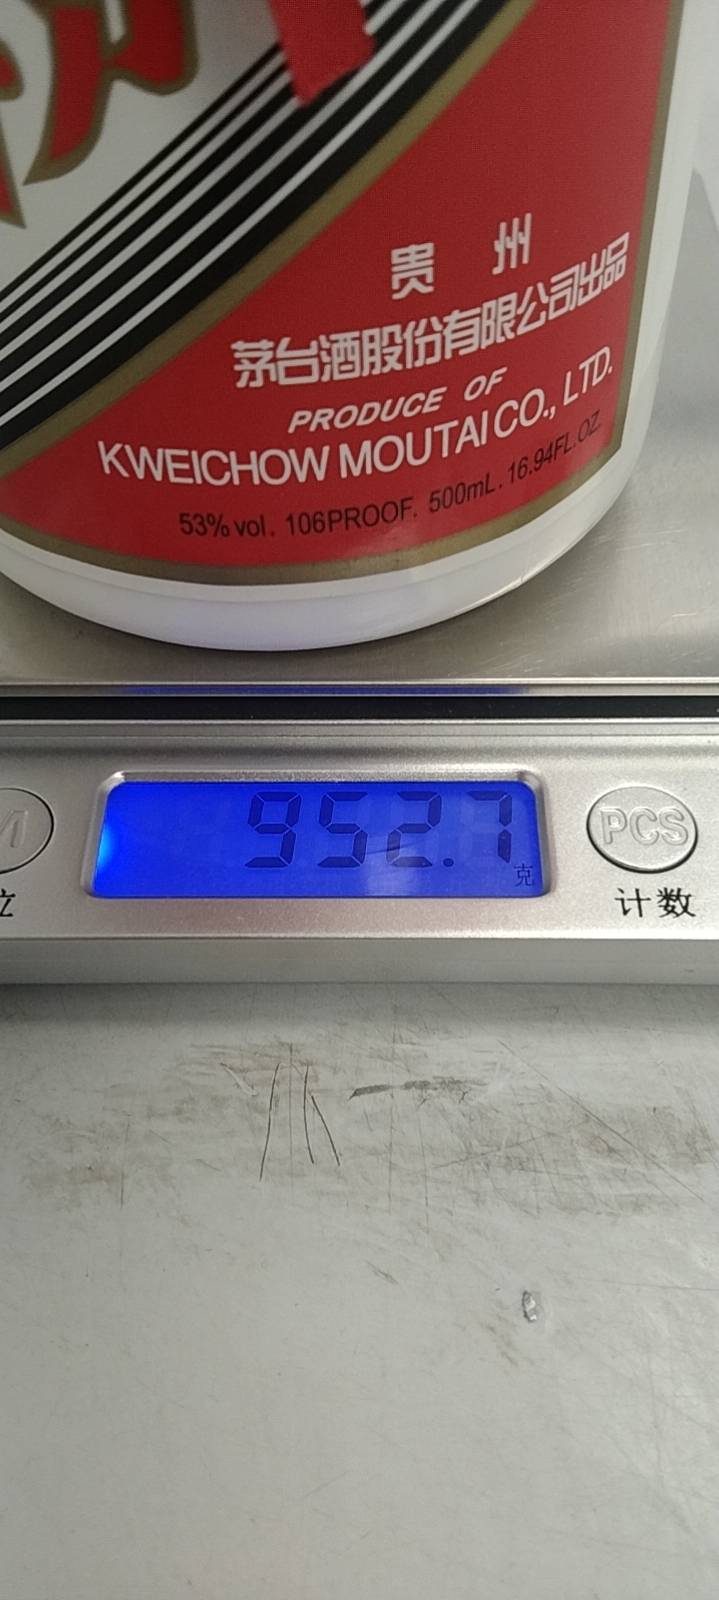 贵 州
茅台酒股份有限公司出品
PRODUCE OF
KWEICHOW MOUTAI CO., LTD.
53% vol. 106PROOF. 500mL. 16.94FL.OZ.
952.7
克
PCS
计数
立